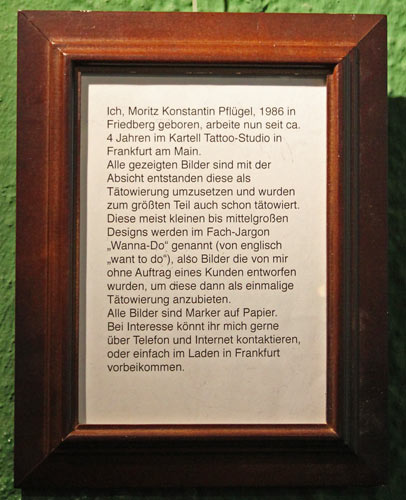 Ich, Moritz Konstantin Pflügel, 1986 in
Friedberg geboren, arbeite nun seit ca.
4 Jahren im Kartell Tattoo-Studio in
Frankfurt am Main.
Alle gezeigten Bilder sind mit der
Absicht entstanden diese als
Tätowierung umzusetzen und wurden
zum größten Teil auch schon tätowiert.
Diese meist kleinen bis mittelgroßen
Designs werden im Fach-Jargon
„Wanna-Do“ genannt (von englisch
„want to do“), also Bilder die von mir
ohne Auftrag eines Kunden entworfen
wurden, um diese dann als einmalige
Tätowierung anzubieten.
Alle Bilder sind Marker auf Papier.
Bei Interesse könnt ihr mich gerne
über Telefon und Internet kontaktieren,
oder einfach im Laden in Frankfurt
vorbeikommen.